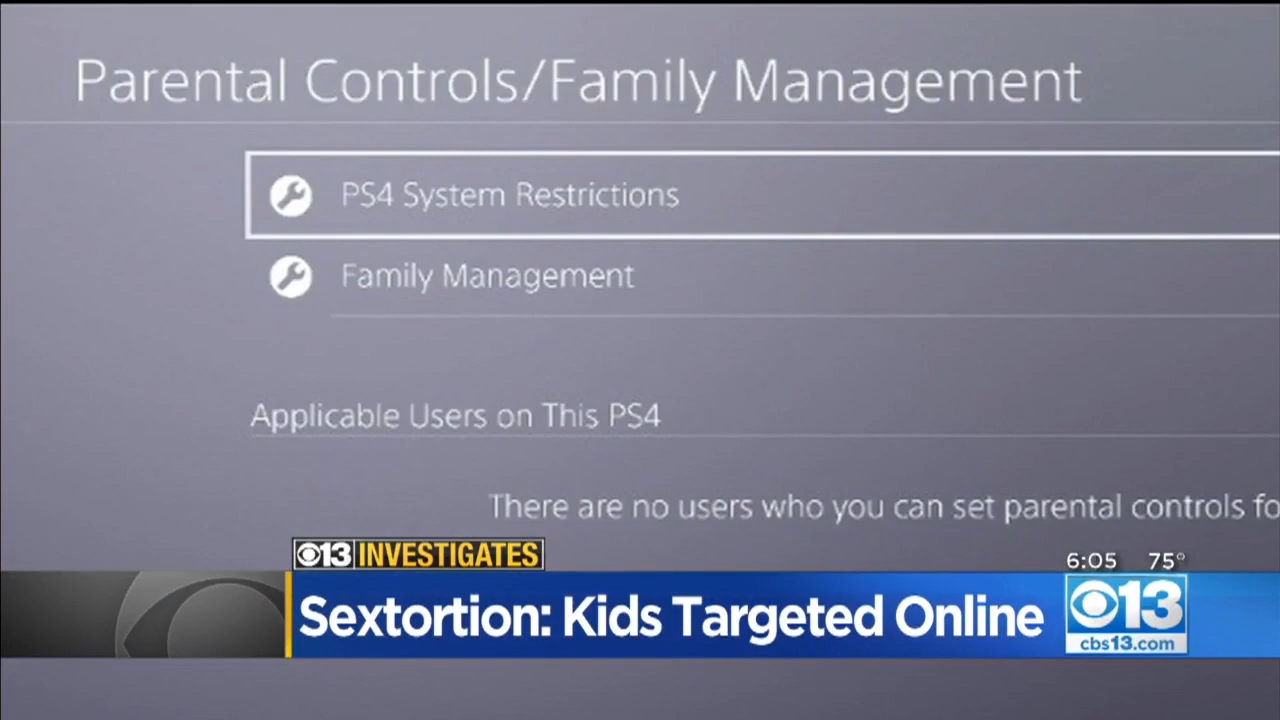 Parental Controls/Family Management
PS4 System Restrictions
Family Management
Applicable Users on This PS4
There are no users who you can set parental controls fo
13 INVESTIGATES
6:05 75°
Sextortion: Kids Targeted Online
13
cbs13.com